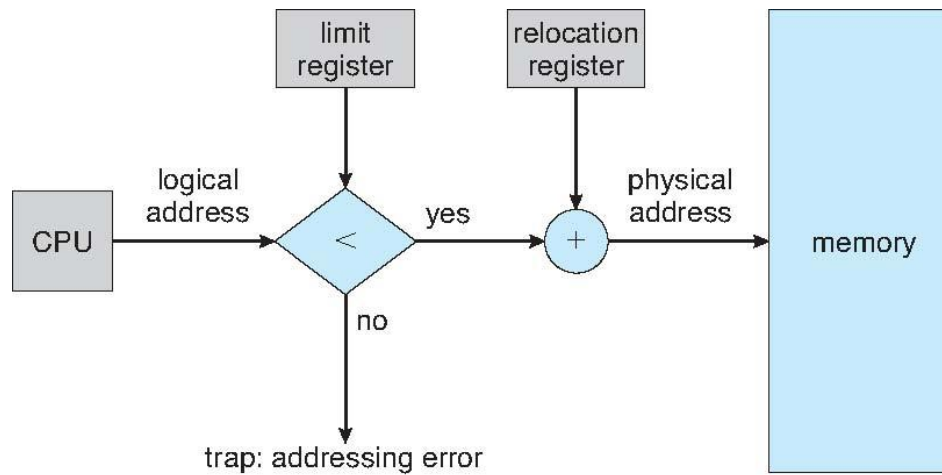 limit
register
relocation
register
logical
address
physical
address
CPU
<
yes
+
memory
no
trap: addressing error